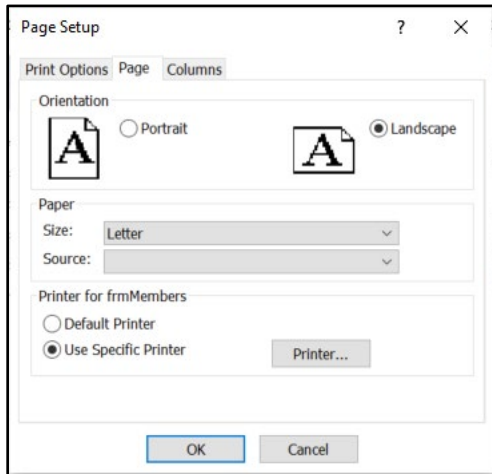 Page Setup ? X
Print Options Page Columns
Orientation
A Portrait A Landscape
Paper
Size: Letter
Source:
Printer for frmMembers
Default Printer
Use Specific Printer Printer...
OK Cancel